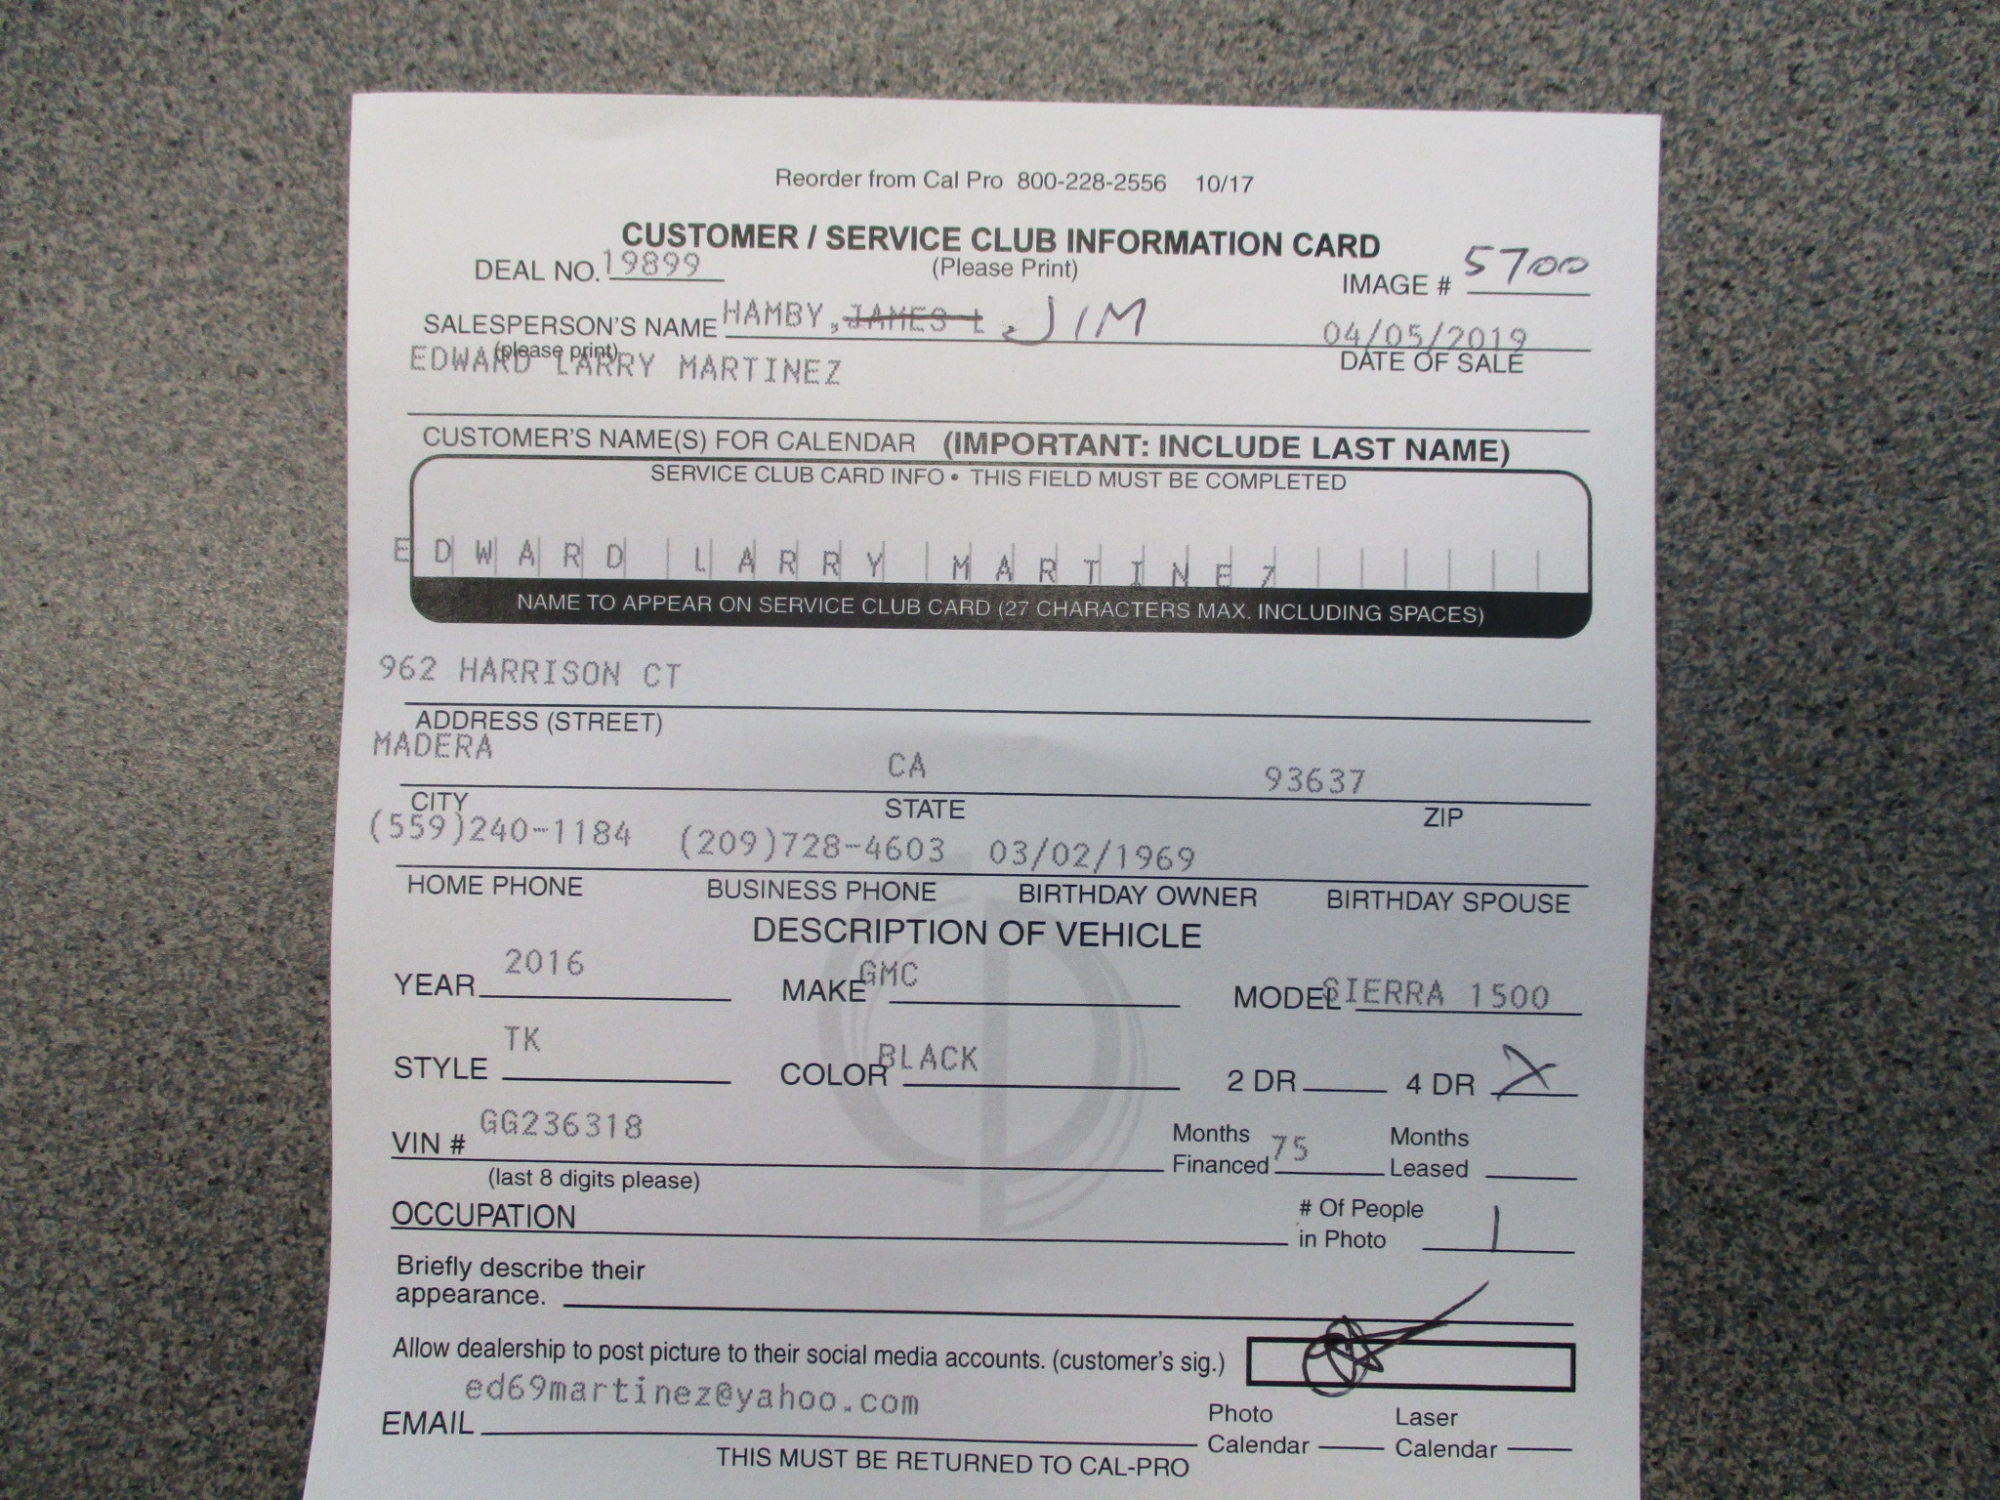 Reorder from Cal Pro 800-228-2556 10/17
CUSTOMER / SERVICE CLUB INFORMATION CARD
DEAL NO. 19899 (Please Print) IMAGE # 5700
SALESPERSON'S NAME HAMBY, JAMES L JIM 04/05/2019
(please print) DATE OF SALE
EDWARD LARRY MARTINEZ
CUSTOMER'S NAME(S) FOR CALENDAR (IMPORTANT: INCLUDE LAST NAME)
SERVICE CLUB CARD INFO • THIS FIELD MUST BE COMPLETED
EDWARD LARRY MARTINEZ
NAME TO APPEAR ON SERVICE CLUB CARD (27 CHARACTERS MAX. INCLUDING SPACES)
962 HARRISON CT
ADDRESS (STREET)
MADERA CA 93637
CITY STATE ZIP
(559)240-1184 (209)728-4603 03/02/1969
HOME PHONE BUSINESS PHONE BIRTHDAY OWNER BIRTHDAY SPOUSE
DESCRIPTION OF VEHICLE
YEAR 2016 MAKE GMC MODEL SIERRA 1500
STYLE TK COLOR BLACK 2 DR 4 DR X
VIN # GG236318 Months Financed 75 Months Leased
(last 8 digits please)
OCCUPATION # Of People in Photo 1
Briefly describe their
appearance.
Allow dealership to post picture to their social media accounts. (customer's sig.)
ed69martinez@yahoo.com
EMAIL Photo Calendar Laser Calendar
THIS MUST BE RETURNED TO CAL-PRO